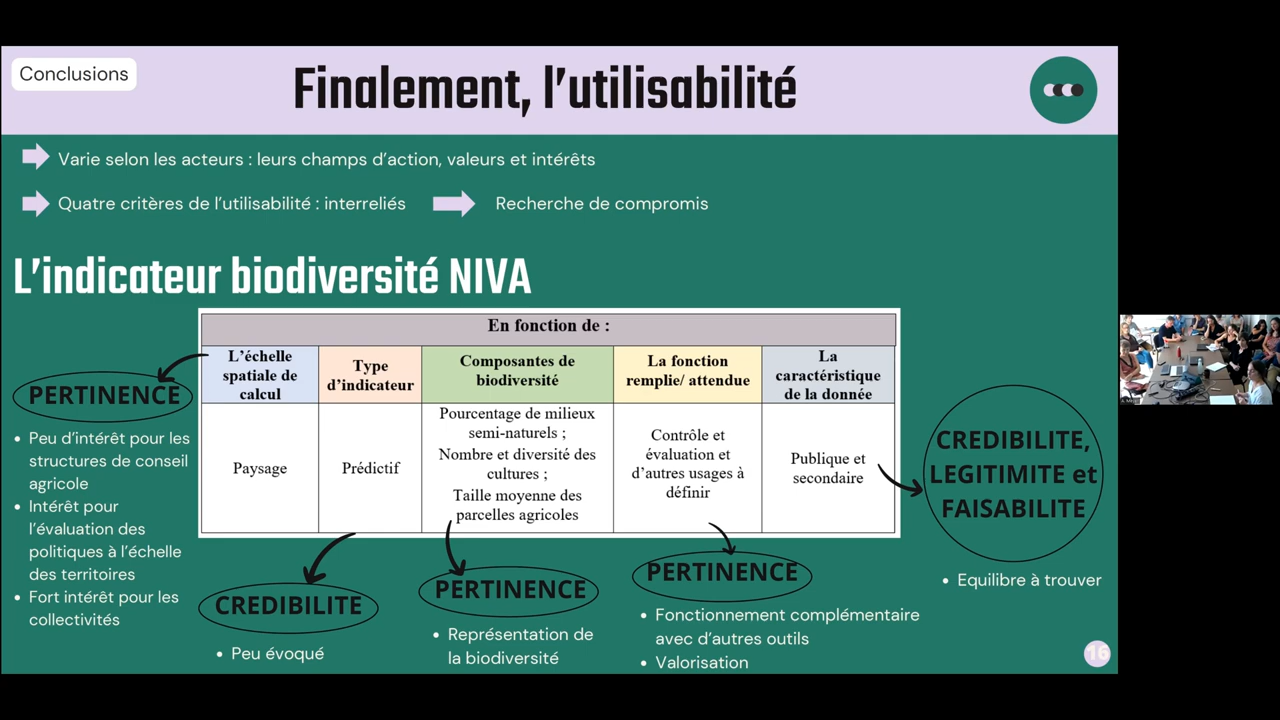 Conclusions
Finalement, l'utilisabilité
Varie selon les acteurs : leurs champs d'action, valeurs et intérêts
Quatre critères de l'utilisabilité : interreliés
Recherche de compromis
L'indicateur biodiversité NIVA
En fonction de :
L'échelle
spatiale de
calcul
Type
d'indicateur
Composantes de
biodiversité
La fonction
remplie/ attendue
La
caractéristique
de la donnée
Paysage
Prédictif
Pourcentage de milieux
semi-naturels ;
Nombre et diversité des
cultures ;
Taille moyenne des
parcelles agricoles
Contrôle et
évaluation et
d'autres usages à
définir
Publique et
secondaire
PERTINENCE
• Peu d'intérêt pour les
structures de conseil
agricole
• Intérêt pour
l'évaluation des
politiques à l'échelle
des territoires
• Fort intérêt pour les
collectivités
CREDIBILITE
• Peu évoqué
PERTINENCE
• Représentation de
la biodiversité
PERTINENCE
• Fonctionnement complémentaire
avec d'autres outils
• Valorisation
CREDIBILITE,
LEGITIMITE et
FAISABILITE
• Equilibre à trouver
16